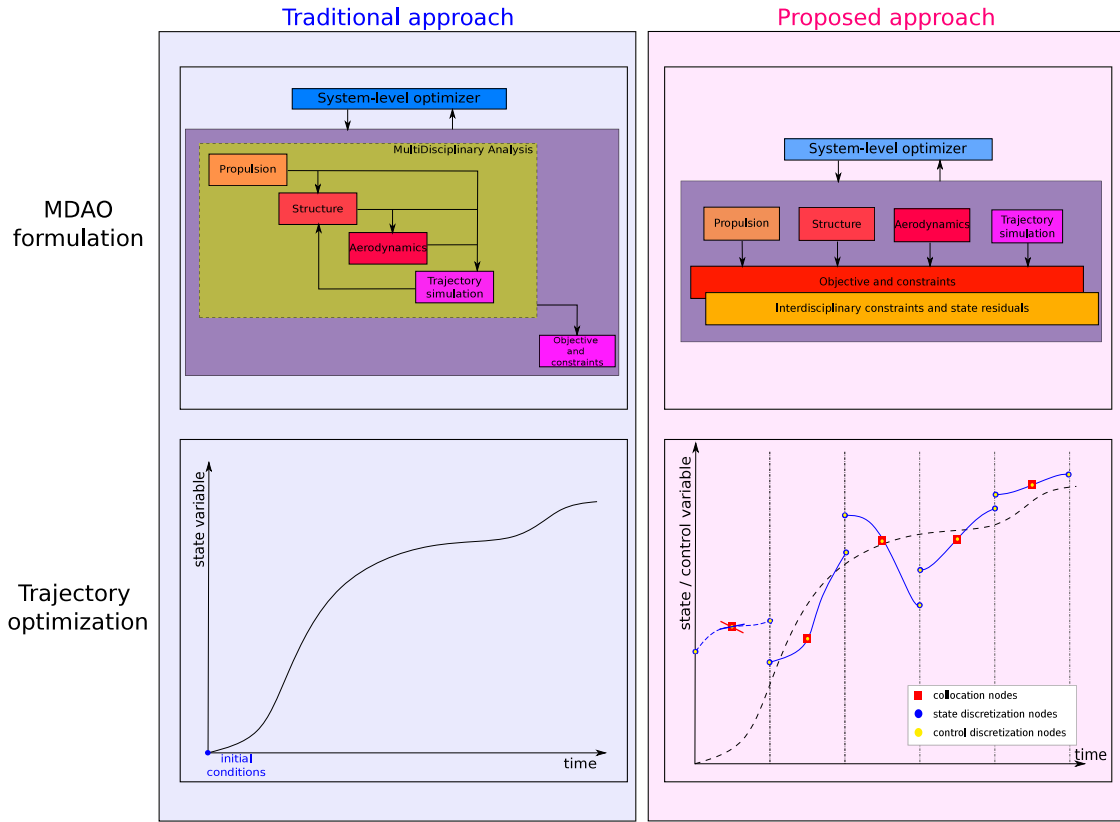 Traditional approach
Proposed approach
MDAO
formulation
System-level optimizer
MultiDisciplinary Analysis
Propulsion
Structure
Aerodynamics
Trajectory
simulation
Objective
and
constraints
System-level optimizer
Propulsion
Structure
Aerodynamics
Trajectory
simulation
Objective and constraints
Interdisciplinary constraints and state residuals
Trajectory
optimization
state variable
initial
conditions
time
state / control variable
collocation nodes
state discretization nodes
control discretization nodes
time